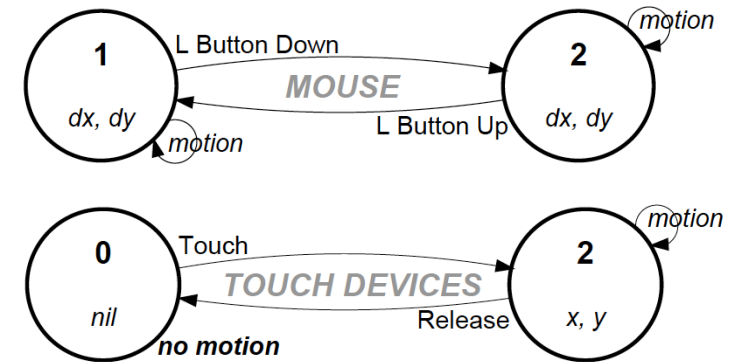 motion
1
L Button Down
2
MOUSE
dx, dy
dx, dy
L Button Up
motion
motion
0
Touch
2
TOUCH DEVICES
nil
Release
x, y
no motion